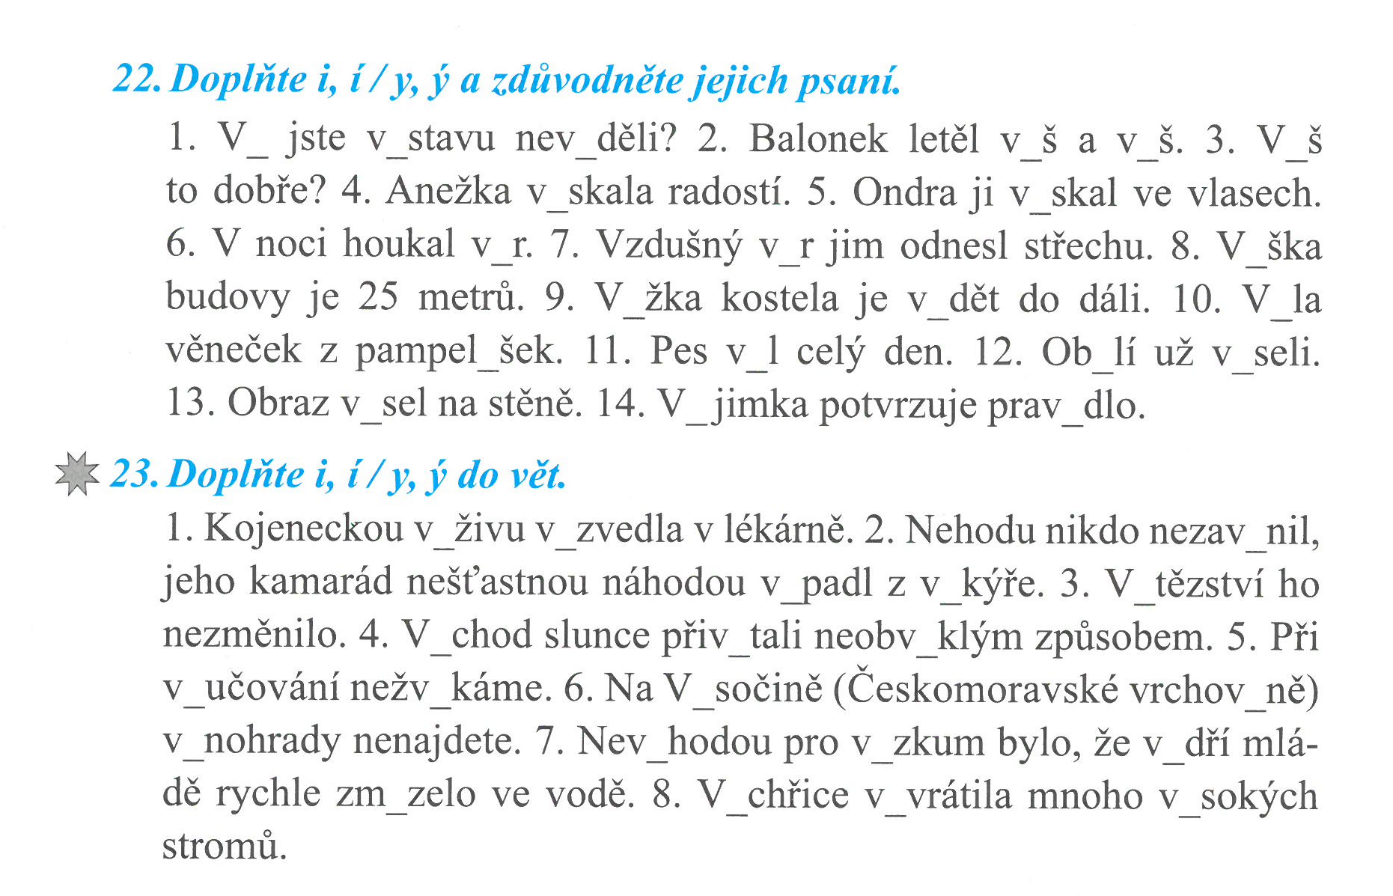 22. Doplňte i, í / y, ý a zdůvodněte jejich psaní.
1. V_ jste v_stavu nev_děli? 2. Balonek letěl v_š a v_š. 3. V_š
to dobře? 4. Anežka v_skala radostí. 5. Ondra ji v_skal ve vlasech.
6. V noci houkal v_r. 7. Vzdušný v_r jim odnesl střechu. 8. V_ška
budovy je 25 metrů. 9. V_žka kostela je v_dět do dáli. 10. V_la
věneček z pampel_šek. 11. Pes v_l celý den. 12. Ob_lí už v_seli.
13. Obraz v_sel na stěně. 14. V_jimka potvrzuje prav_dlo.
23. Doplňte i, í / y, ý do vět.
1. Kojeneckou v_živu v_zvedla v lékárně. 2. Nehodu nikdo nezav_nil,
jeho kamarád nešťastnou náhodou v_padl z v_kýře. 3. V_tězství ho
nezměnilo. 4. V_chod slunce přiv_tali neobv_klým způsobem. 5. Při
v_učování nežv_káme. 6. Na V_sočině (Českomoravské vrchov_ně)
v_nohrady nenajdete. 7. Nev_hodou pro v_zkum bylo, že v_dří mlá-
dě rychle zm_zelo ve vodě. 8. V_chřice v_vrátila mnoho v_sokých
stromů.